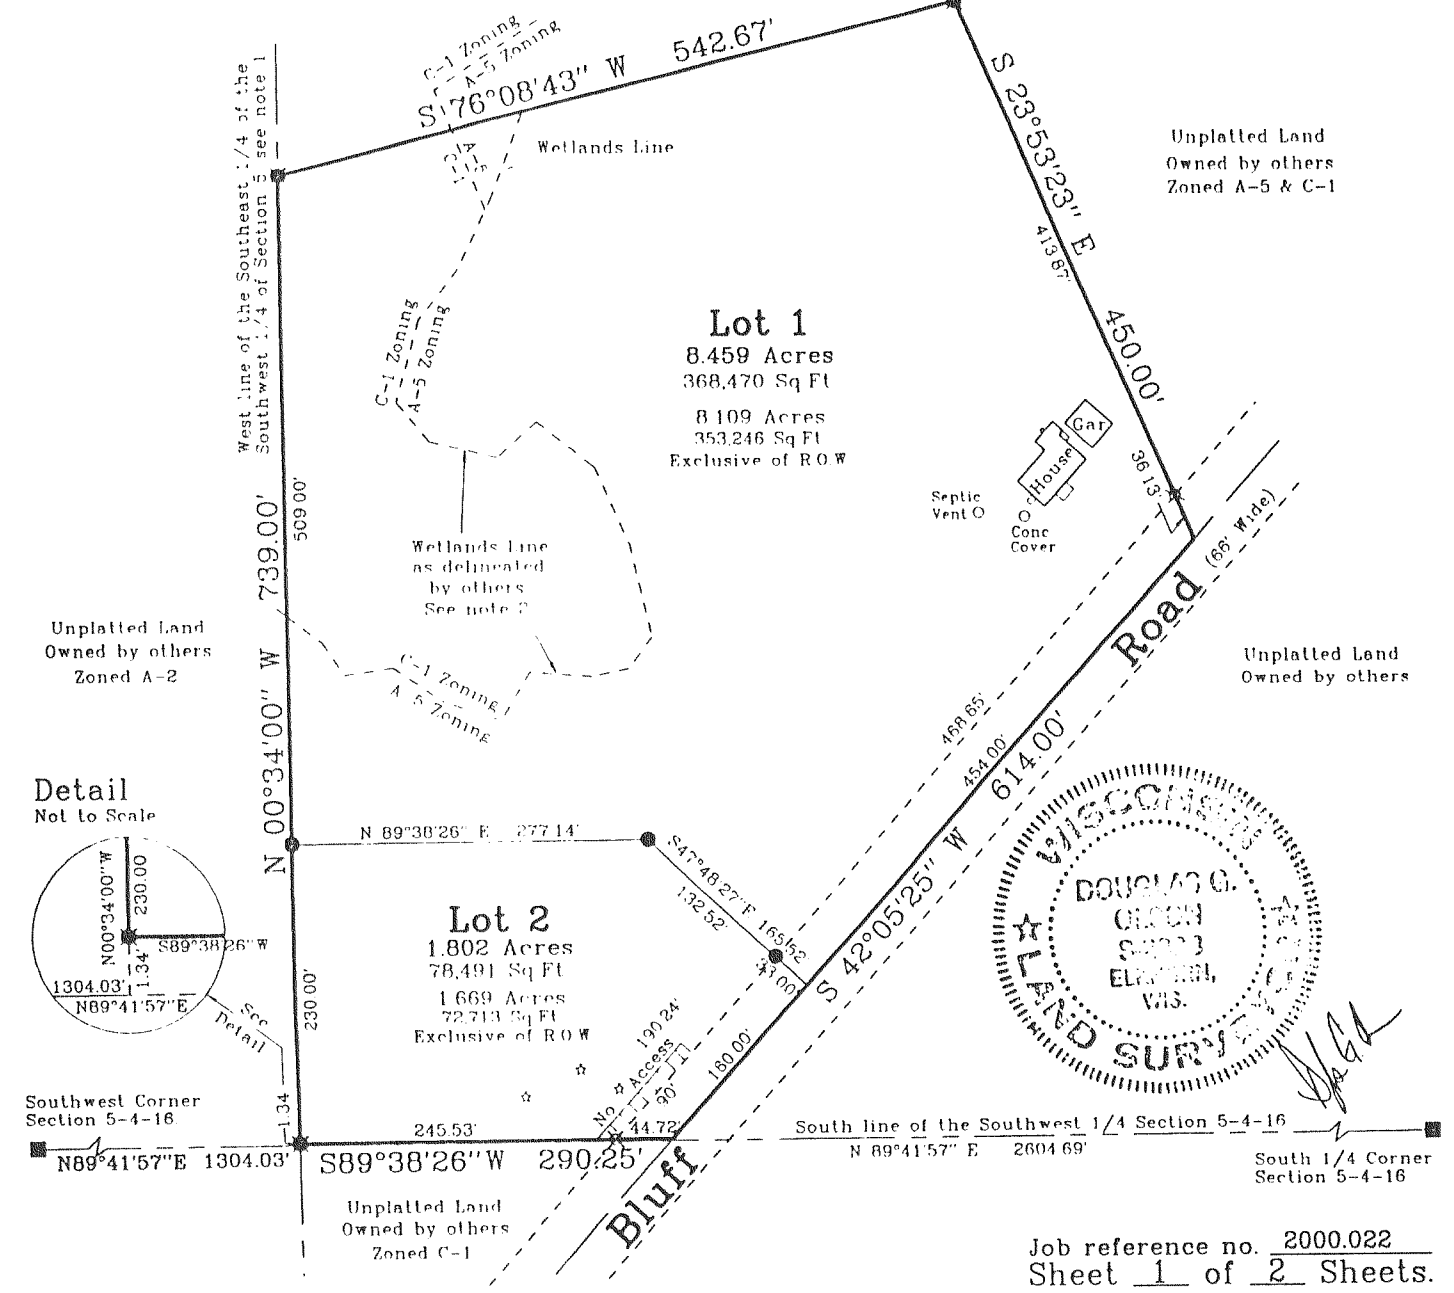 C-1 Zoning
A-5 Zoning
S 76°08'43" W 542.67'
A-5
C-1
Wetlands Line
S 23°53'23" E 450.00'
413.87'
36.13'
Unplatted Land
Owned by others
Zoned A-5 & C-1
West line of the Southeast 1/4 of the
Southwest 1/4 of Section 5 see note 1
C-1 Zoning
A-5 Zoning
Lot 1
8.459 Acres
368,470 Sq Ft
8.109 Acres
353,246 Sq Ft
Exclusive of R.O.W
Gar
House
Septic
Vent
Conc
Cover
N 00°34'00" W 739.00'
509.00'
Wetlands Line
as delineated
by others
See note 2
Unplatted Land
Owned by others
Zoned A-2
C-1 Zoning
A-5 Zoning
Bluff Road (66' Wide)
Unplatted Land
Owned by others
468.65'
454.00'
S 42°05'25" W 614.00'
Detail
Not to Scale
N00°34'00"W
230.00
S89°38'26"W
1.34'
1304.03'
N89°41'57"E
See
Detail
N 89°38'26" E 277.14'
S47°48'27"E 165.52'
132.52'
33.00'
Lot 2
1.802 Acres
78,491 Sq Ft
1.669 Acres
72,713 Sq Ft
Exclusive of R.O.W
230.00'
No Access
190.24'
90'
160.00'
WISCONSIN
DOUGLAS G.
WIS.
LAND SURVEYOR
Southwest Corner
Section 5-4-16
1.34
245.53'
44.72'
N89°41'57"E 1304.03'
S89°38'26"W 290.25'
South line of the Southwest 1/4 Section 5-4-16
N 89°41'57" E 2604.69'
South 1/4 Corner
Section 5-4-16
Unplatted Land
Owned by others
Zoned C-1
Job reference no. 2000.022
Sheet 1 of 2 Sheets.